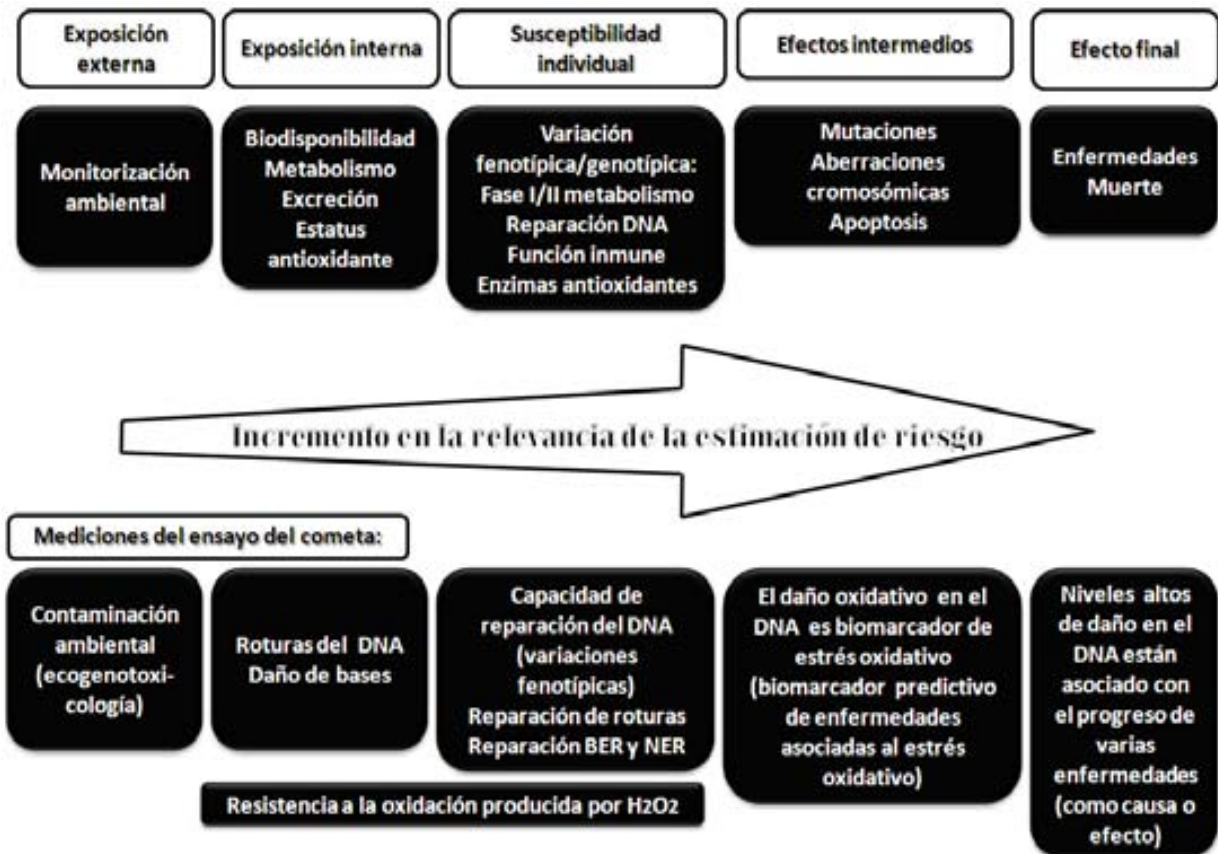 Exposición
externa
Exposición interna
Susceptibilidad
individual
Efectos intermedios
Efecto final
Monitorización
ambiental
Biodisponibilidad
Metabolismo
Excreción
Estatus
antioxidante
Variación
fenotípica/genotípica:
Fase I/II metabolismo
Reparación DNA
Función inmune
Enzimas antioxidantes
Mutaciones
Aberraciones
cromosómicas
Apoptosis
Enfermedades
Muerte
Incremento en la relevancia de la estimación de riesgo
Mediciones del ensayo del cometa:
Contaminación
ambiental
(ecogenotoxi-
cología)
Roturas del DNA
Daño de bases
Capacidad de
reparación del DNA
(variaciones
fenotípicas)
Reparación de roturas
Reparación BER y NER
El daño oxidativo en el
DNA es biomarcador de
estrés oxidativo
(biomarcador predictivo
de enfermedades
asociadas al estrés
oxidativo)
Niveles altos
de daño en el
DNA están
asociado con
el progreso de
varias
enfermedades
(como causa o
efecto)
Resistencia a la oxidación producida por H2O2